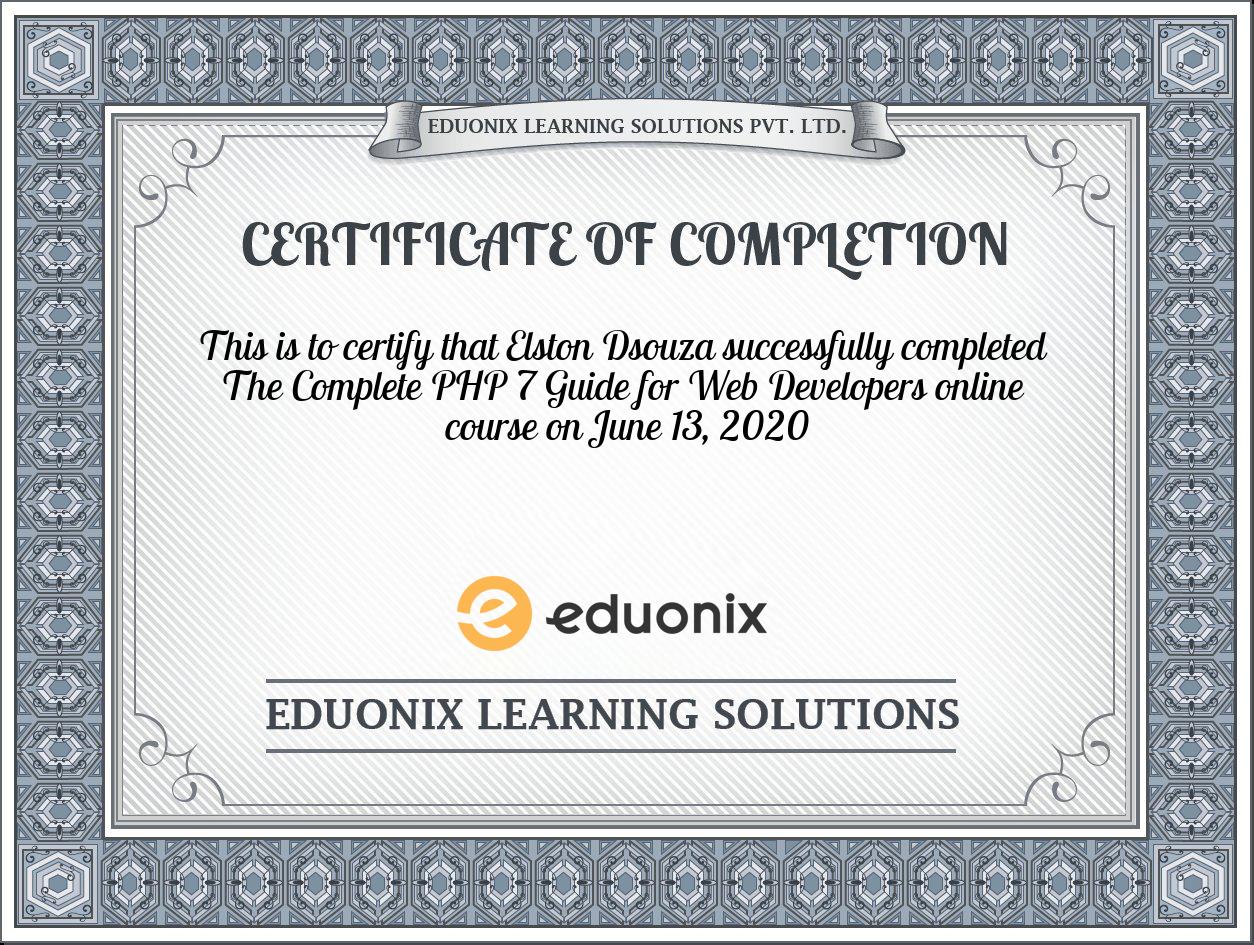 EDUONIX LEARNING SOLUTIONS PVT. LTD.
CERTIFICATE OF COMPLETION
This is to certify that Elston Dsouza successfully completed
The Complete PHP 7 Guide for Web Developers online
course on June 13, 2020
e eduonix
EDUONIX LEARNING SOLUTIONS